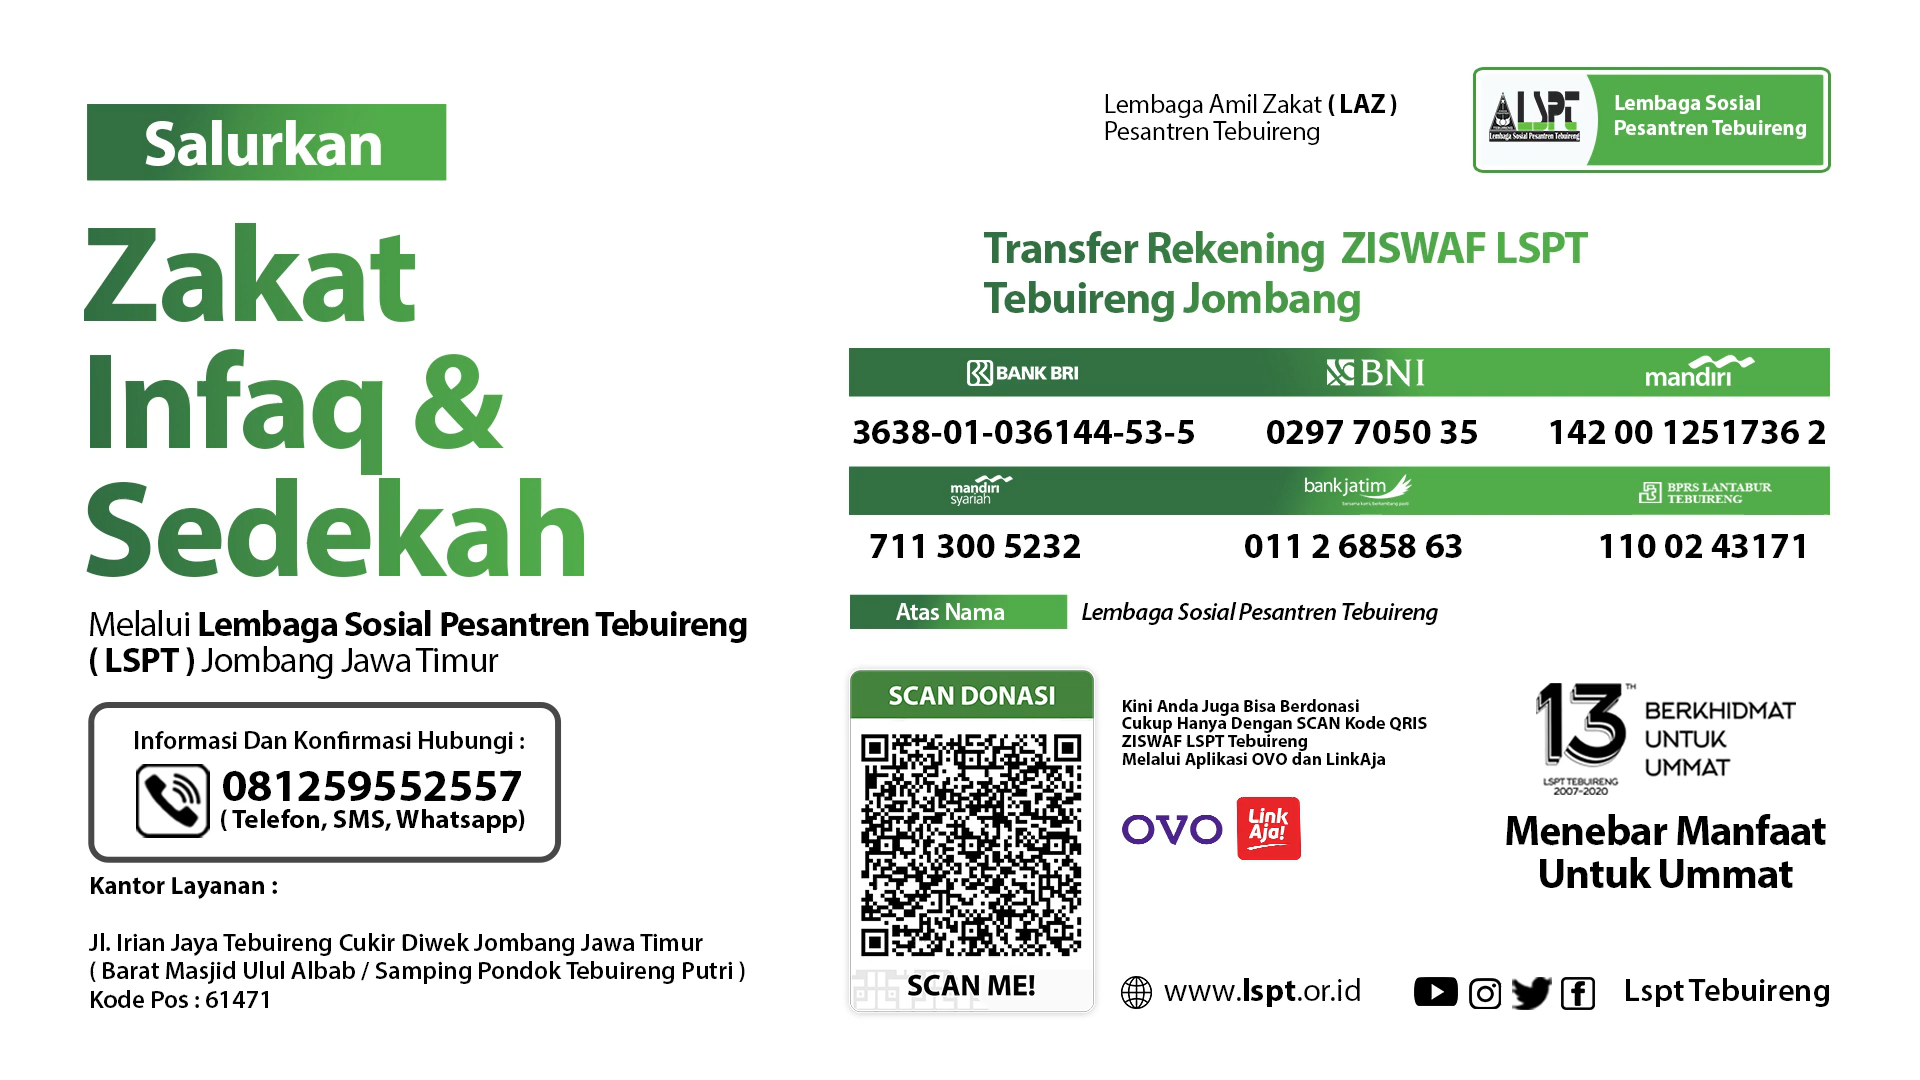 Salurkan
Zakat
Infaq &
Sedekah
Melalui Lembaga Sosial Pesantren Tebuireng
( LSPT ) Jombang Jawa Timur
Informasi Dan Konfirmasi Hubungi :
081259552557
( Telefon, SMS, Whatsapp)
Kantor Layanan :
Jl. Irian Jaya Tebuireng Cukir Diwek Jombang Jawa Timur
( Barat Masjid Ulul Albab / Samping Pondok Tebuireng Putri )
Kode Pos : 61471
Lembaga Amil Zakat ( LAZ )
Pesantren Tebuireng
LSPT
Lembaga Sosial Pesantren Tebuireng
Lembaga Sosial
Pesantren Tebuireng
Transfer Rekening ZISWAF LSPT
Tebuireng Jombang
BANK BRI BNI mandiri
3638-01-036144-53-5 0297 7050 35 142 00 1251736 2
mandiri syariah bankjatim BPRS LANTABUR TEBUIRENG
711 300 5232 011 2 6858 63 110 02 43171
Atas Nama Lembaga Sosial Pesantren Tebuireng
SCAN DONASI
SCAN ME!
Kini Anda Juga Bisa Berdonasi
Cukup Hanya Dengan SCAN Kode QRIS
ZISWAF LSPT Tebuireng
Melalui Aplikasi OVO dan LinkAja
OVO Link Aja!
13TH
LSPT TEBUIRENG
2007-2020
BERKHIDMAT
UNTUK
UMMAT
Menebar Manfaat
Untuk Ummat
www.lspt.or.id
Lspt Tebuireng